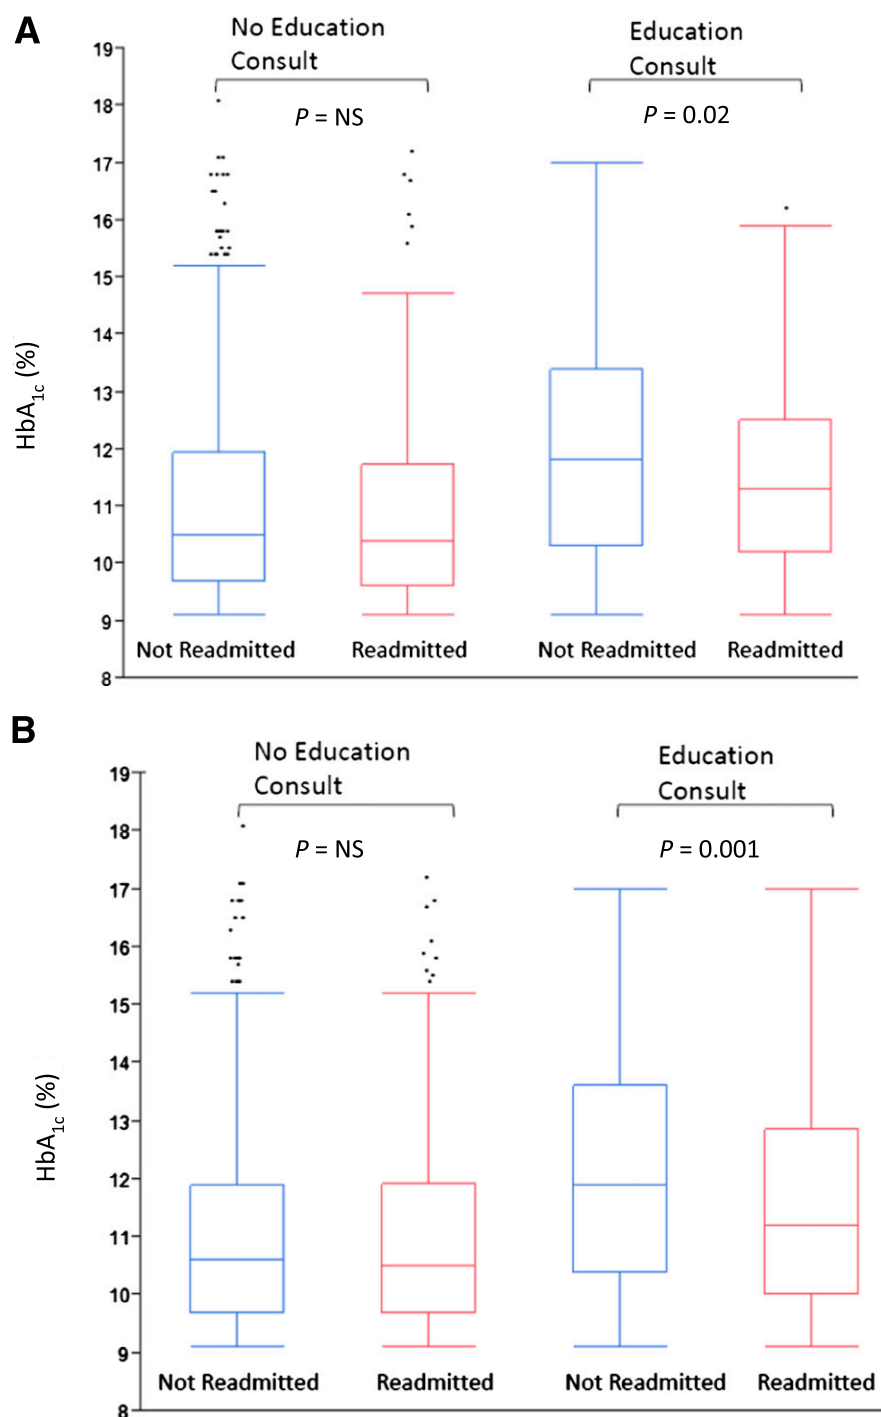 A
No Education
Consult
Education
Consult
P = NS
P = 0.02
19
18
17
16
15
14
13
12
11
10
9
8
HbA1c (%)
Not Readmitted
Readmitted
Not Readmitted
Readmitted
B
No Education
Consult
Education
Consult
P = NS
P = 0.001
19
18
17
16
15
14
13
12
11
10
9
8
HbA1c (%)
Not Readmitted
Readmitted
Not Readmitted
Readmitted